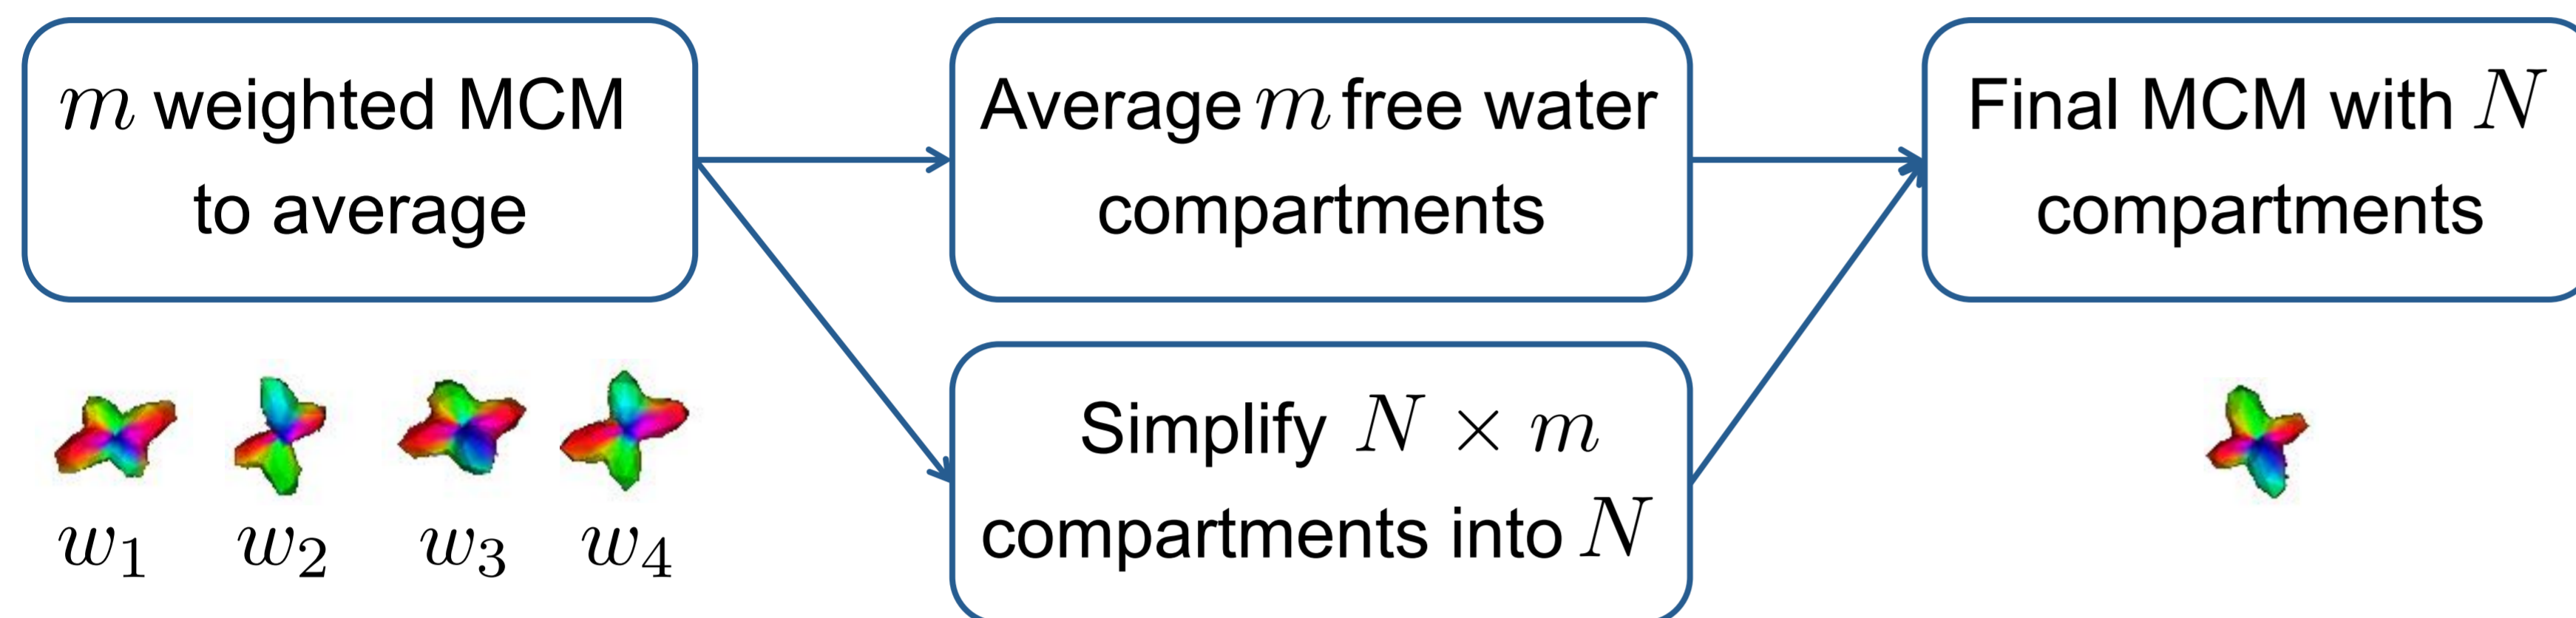 m weighted MCM
to average
w₁ w₂ w₃ w₄
Average m free water
compartments
Simplify N × m
compartments into N
Final MCM with N
compartments